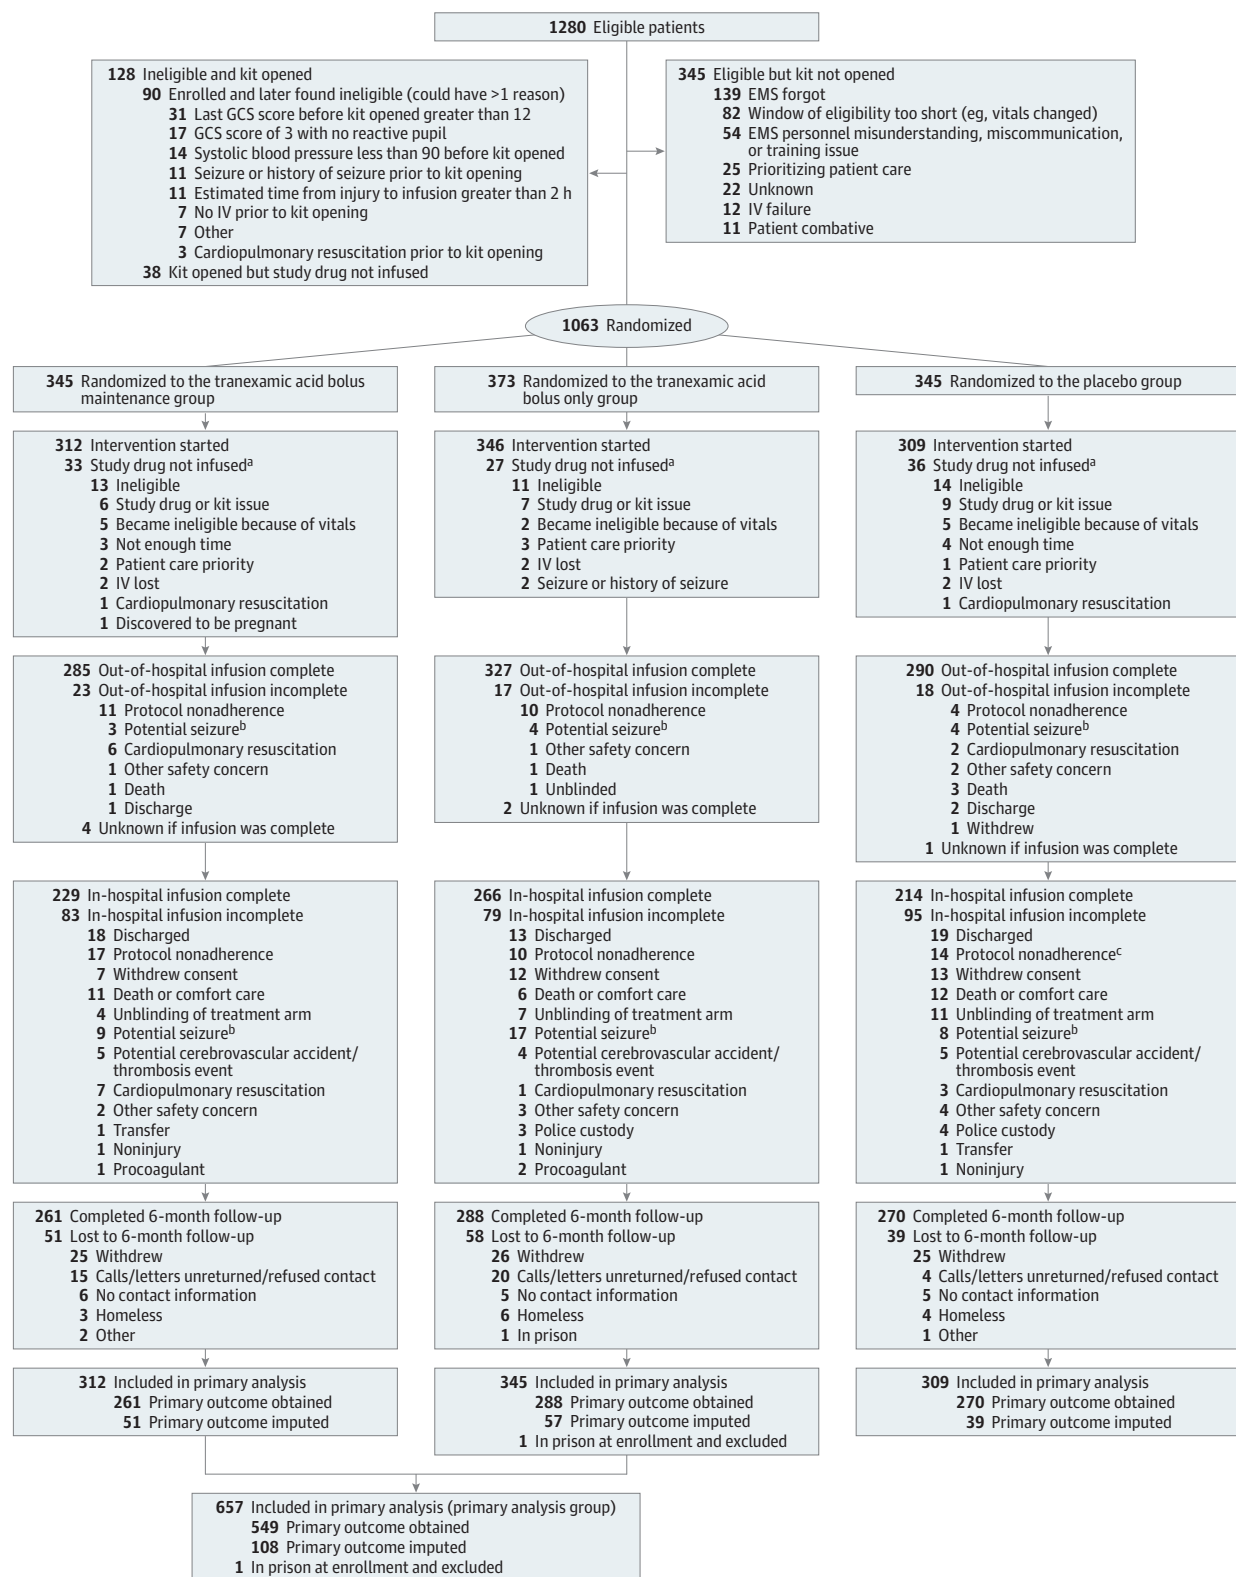 1280 Eligible patients
128 Ineligible and kit opened
90 Enrolled and later found ineligible (could have >1 reason)
31 Last GCS score before kit opened greater than 12
17 GCS score of 3 with no reactive pupil
14 Systolic blood pressure less than 90 before kit opened
11 Seizure or history of seizure prior to kit opening
11 Estimated time from injury to infusion greater than 2 h
7 No IV prior to kit opening
7 Other
3 Cardiopulmonary resuscitation prior to kit opening
38 Kit opened but study drug not infused
345 Eligible but kit not opened
139 EMS forgot
82 Window of eligibility too short (eg, vitals changed)
54 EMS personnel misunderstanding, miscommunication,
or training issue
25 Prioritizing patient care
22 Unknown
12 IV failure
11 Patient combative
1063 Randomized
345 Randomized to the tranexamic acid bolus
maintenance group
373 Randomized to the tranexamic acid
bolus only group
345 Randomized to the placebo group
312 Intervention started
33 Study drug not infusedᵃ
13 Ineligible
6 Study drug or kit issue
5 Became ineligible because of vitals
3 Not enough time
2 Patient care priority
2 IV lost
1 Cardiopulmonary resuscitation
1 Discovered to be pregnant
346 Intervention started
27 Study drug not infusedᵃ
11 Ineligible
7 Study drug or kit issue
2 Became ineligible because of vitals
3 Patient care priority
2 IV lost
2 Seizure or history of seizure
309 Intervention started
36 Study drug not infusedᵃ
14 Ineligible
9 Study drug or kit issue
5 Became ineligible because of vitals
4 Not enough time
1 Patient care priority
2 IV lost
1 Cardiopulmonary resuscitation
285 Out-of-hospital infusion complete
23 Out-of-hospital infusion incomplete
11 Protocol nonadherence
3 Potential seizureᵇ
6 Cardiopulmonary resuscitation
1 Other safety concern
1 Death
1 Discharge
4 Unknown if infusion was complete
327 Out-of-hospital infusion complete
17 Out-of-hospital infusion incomplete
10 Protocol nonadherence
4 Potential seizureᵇ
1 Other safety concern
1 Death
1 Unblinded
2 Unknown if infusion was complete
290 Out-of-hospital infusion complete
18 Out-of-hospital infusion incomplete
4 Protocol nonadherence
4 Potential seizureᵇ
2 Cardiopulmonary resuscitation
2 Other safety concern
3 Death
2 Discharge
1 Withdrew
1 Unknown if infusion was complete
229 In-hospital infusion complete
83 In-hospital infusion incomplete
18 Discharged
17 Protocol nonadherence
7 Withdrew consent
11 Death or comfort care
4 Unblinding of treatment arm
9 Potential seizureᵇ
5 Potential cerebrovascular accident/
thrombosis event
7 Cardiopulmonary resuscitation
2 Other safety concern
1 Transfer
1 Noninjury
1 Procoagulant
266 In-hospital infusion complete
79 In-hospital infusion incomplete
13 Discharged
10 Protocol nonadherence
12 Withdrew consent
6 Death or comfort care
7 Unblinding of treatment arm
17 Potential seizureᵇ
4 Potential cerebrovascular accident/
thrombosis event
1 Cardiopulmonary resuscitation
3 Other safety concern
3 Police custody
1 Noninjury
2 Procoagulant
214 In-hospital infusion complete
95 In-hospital infusion incomplete
19 Discharged
14 Protocol nonadherenceᶜ
13 Withdrew consent
12 Death or comfort care
11 Unblinding of treatment arm
8 Potential seizureᵇ
5 Potential cerebrovascular accident/
thrombosis event
3 Cardiopulmonary resuscitation
4 Other safety concern
4 Police custody
1 Transfer
1 Noninjury
261 Completed 6-month follow-up
51 Lost to 6-month follow-up
25 Withdrew
15 Calls/letters unreturned/refused contact
6 No contact information
3 Homeless
2 Other
288 Completed 6-month follow-up
58 Lost to 6-month follow-up
26 Withdrew
20 Calls/letters unreturned/refused contact
5 No contact information
6 Homeless
1 In prison
270 Completed 6-month follow-up
39 Lost to 6-month follow-up
25 Withdrew
4 Calls/letters unreturned/refused contact
5 No contact information
4 Homeless
1 Other
312 Included in primary analysis
261 Primary outcome obtained
51 Primary outcome imputed
345 Included in primary analysis
288 Primary outcome obtained
57 Primary outcome imputed
1 In prison at enrollment and excluded
309 Included in primary analysis
270 Primary outcome obtained
39 Primary outcome imputed
657 Included in primary analysis (primary analysis group)
549 Primary outcome obtained
108 Primary outcome imputed
1 In prison at enrollment and excluded